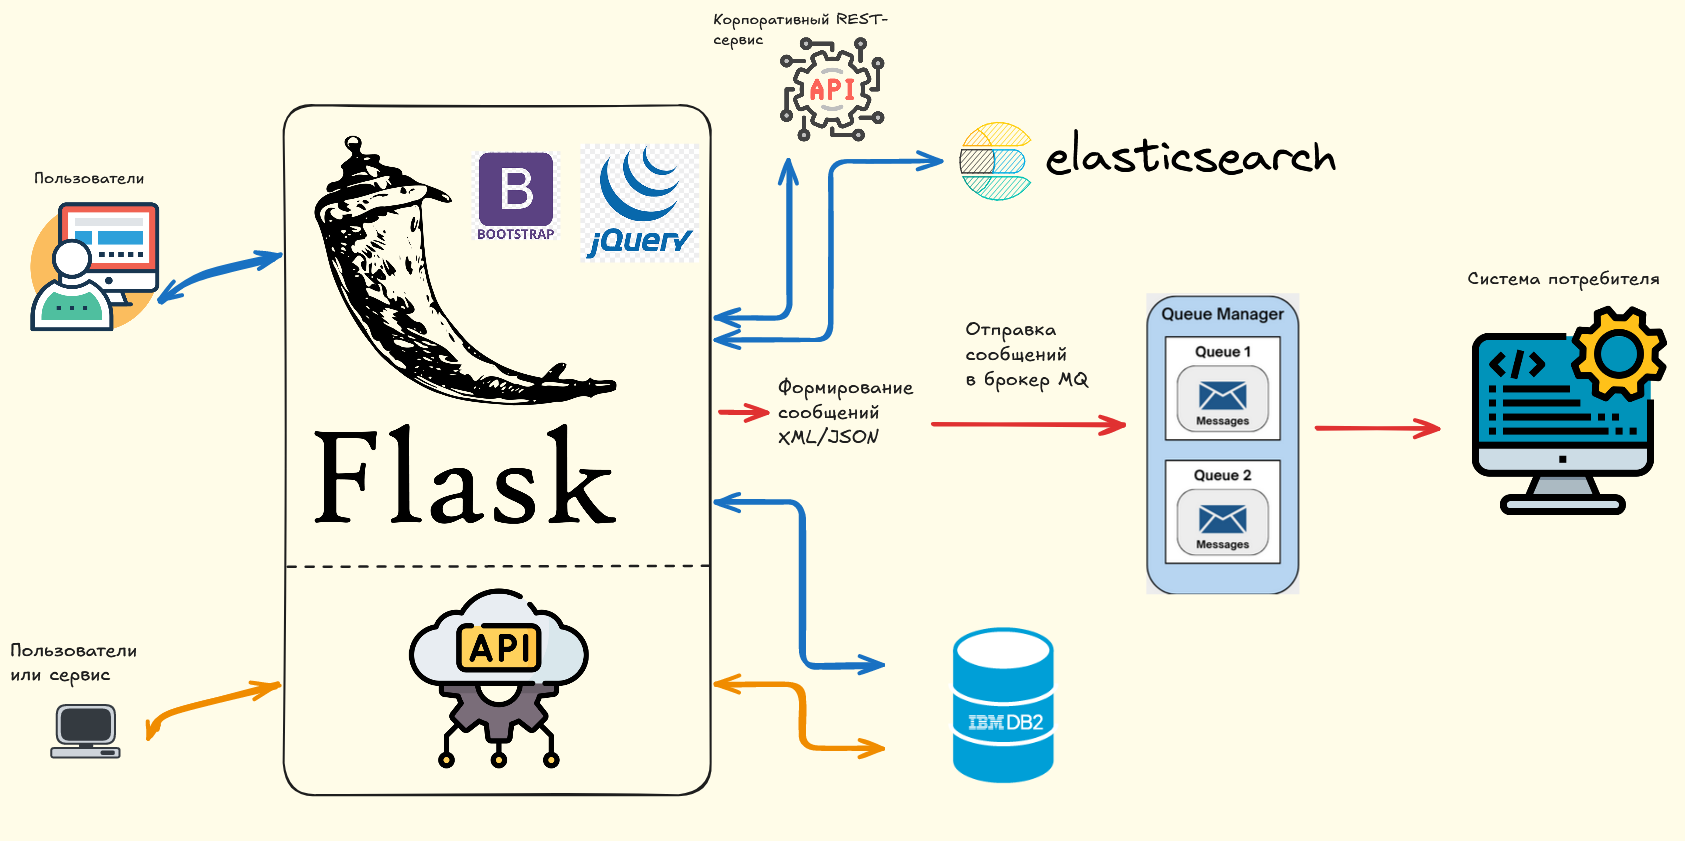 Корпоративный REST-
сервис
API
elasticsearch
Пользователи
B
BOOTSTRAP
jQuery
Flask
Формирование
сообщений
XML/JSON
Отправка
сообщений
в брокер MQ
Queue Manager
Queue 1
Messages
Queue 2
Messages
Система потребителя
</>
Пользователи
или сервис
API
IBM DB2